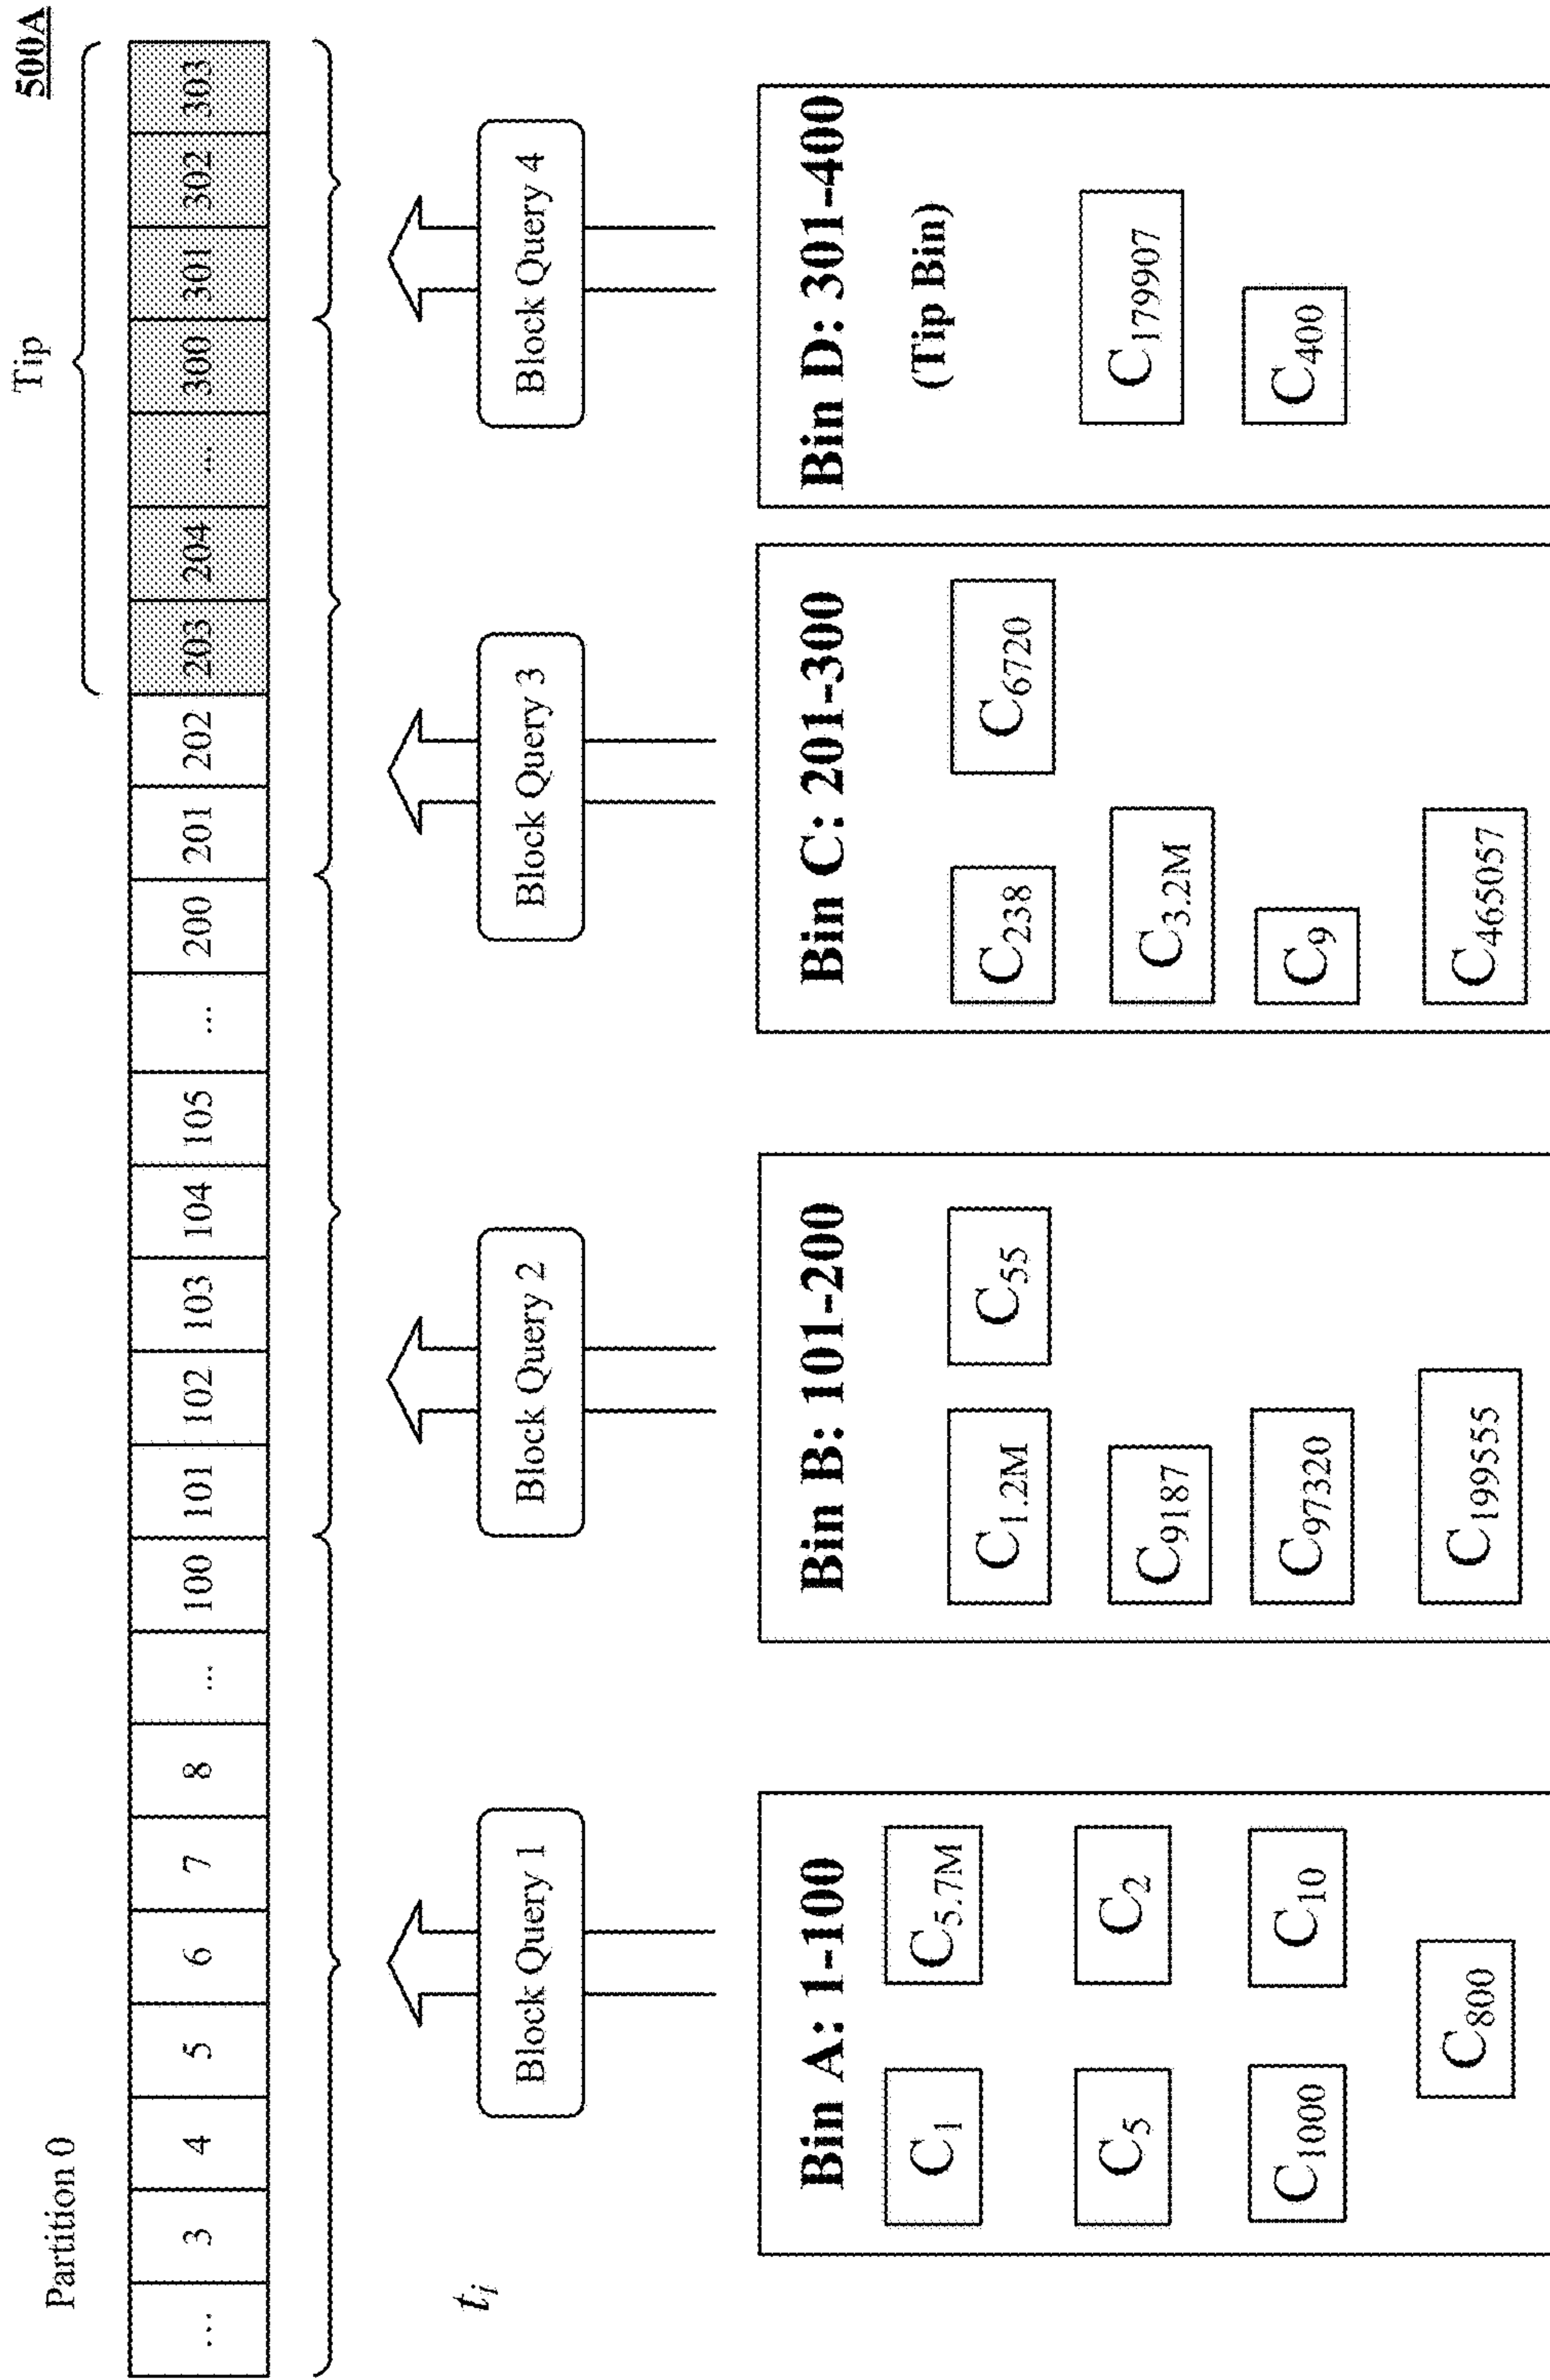 500A
Partition 0
Tip
... 3 4 5 6 7 8 ... 100 101 102 103 104 105 ... 200 201 202 203 204 ... 300 301 302 303
t_i
Block Query 1
Block Query 2
Block Query 3
Block Query 4
Bin A: 1-100
C_1 C_5.7M
C_5 C_2
C_1000 C_10
C_800
Bin B: 101-200
C_1.2M C_55
C_9187
C_97320
C_199555
Bin C: 201-300
C_238 C_6720
C_3.2M
C_9
C_465057
Bin D: 301-400
(Tip Bin)
C_179907
C_400